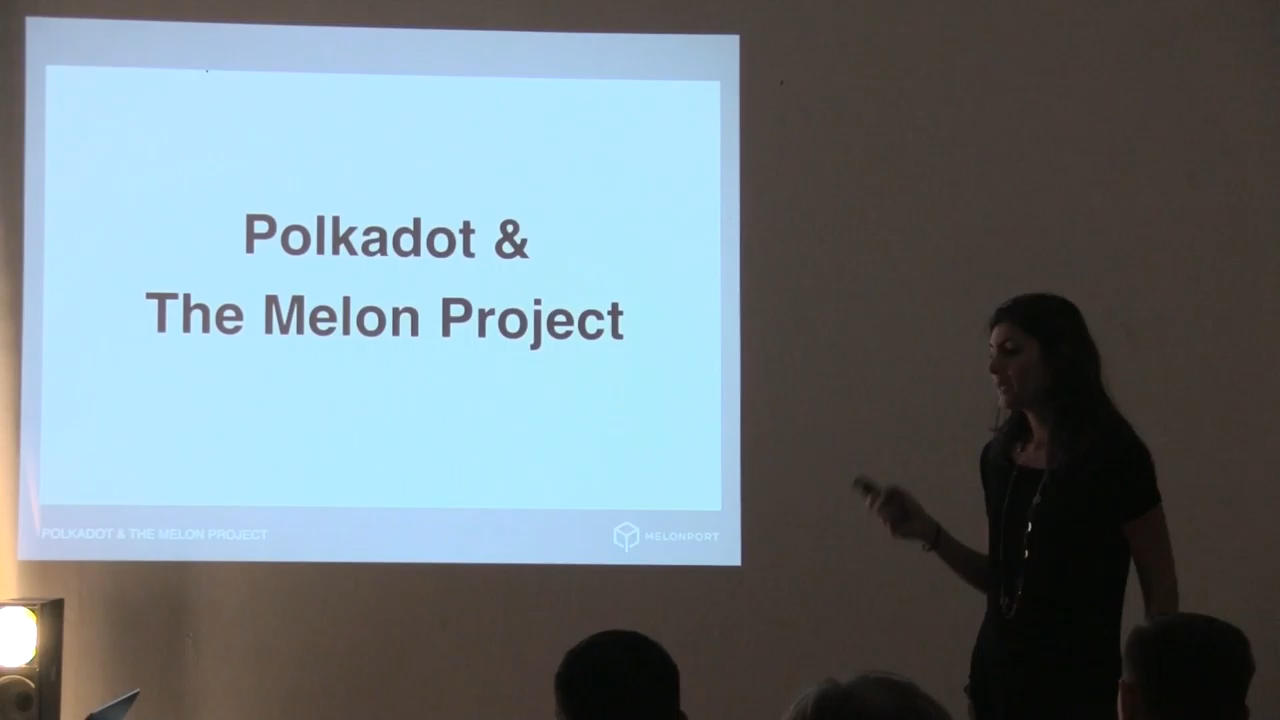 Polkadot &
The Melon Project
POLKADOT & THE MELON PROJECT
MELONPORT